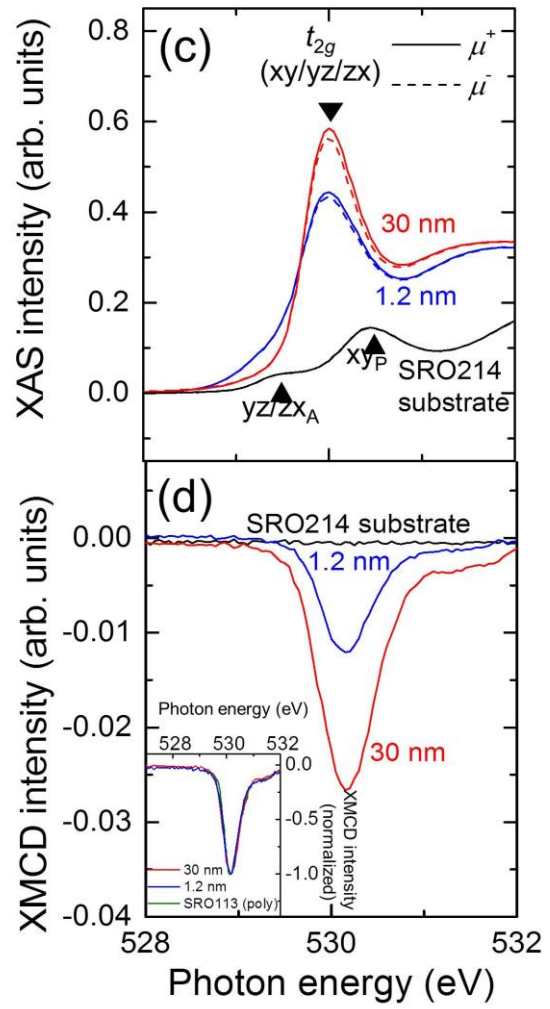 (c)
t2g
(xy/yz/zx)
μ+
μ-
0.8
0.6
0.4
0.2
0.0
XAS intensity (arb. units)
30 nm
1.2 nm
xyP
yz/zxA
SRO214
substrate
(d)
SRO214 substrate
1.2 nm
30 nm
0.00
-0.01
-0.02
-0.03
-0.04
XMCD intensity (arb. units)
Photon energy (eV)
528 530 532
0.0
-0.5
-1.0
XMCD intensity
(normalized)
30 nm
1.2 nm
SRO113 (poly)
528 530 532
Photon energy (eV)